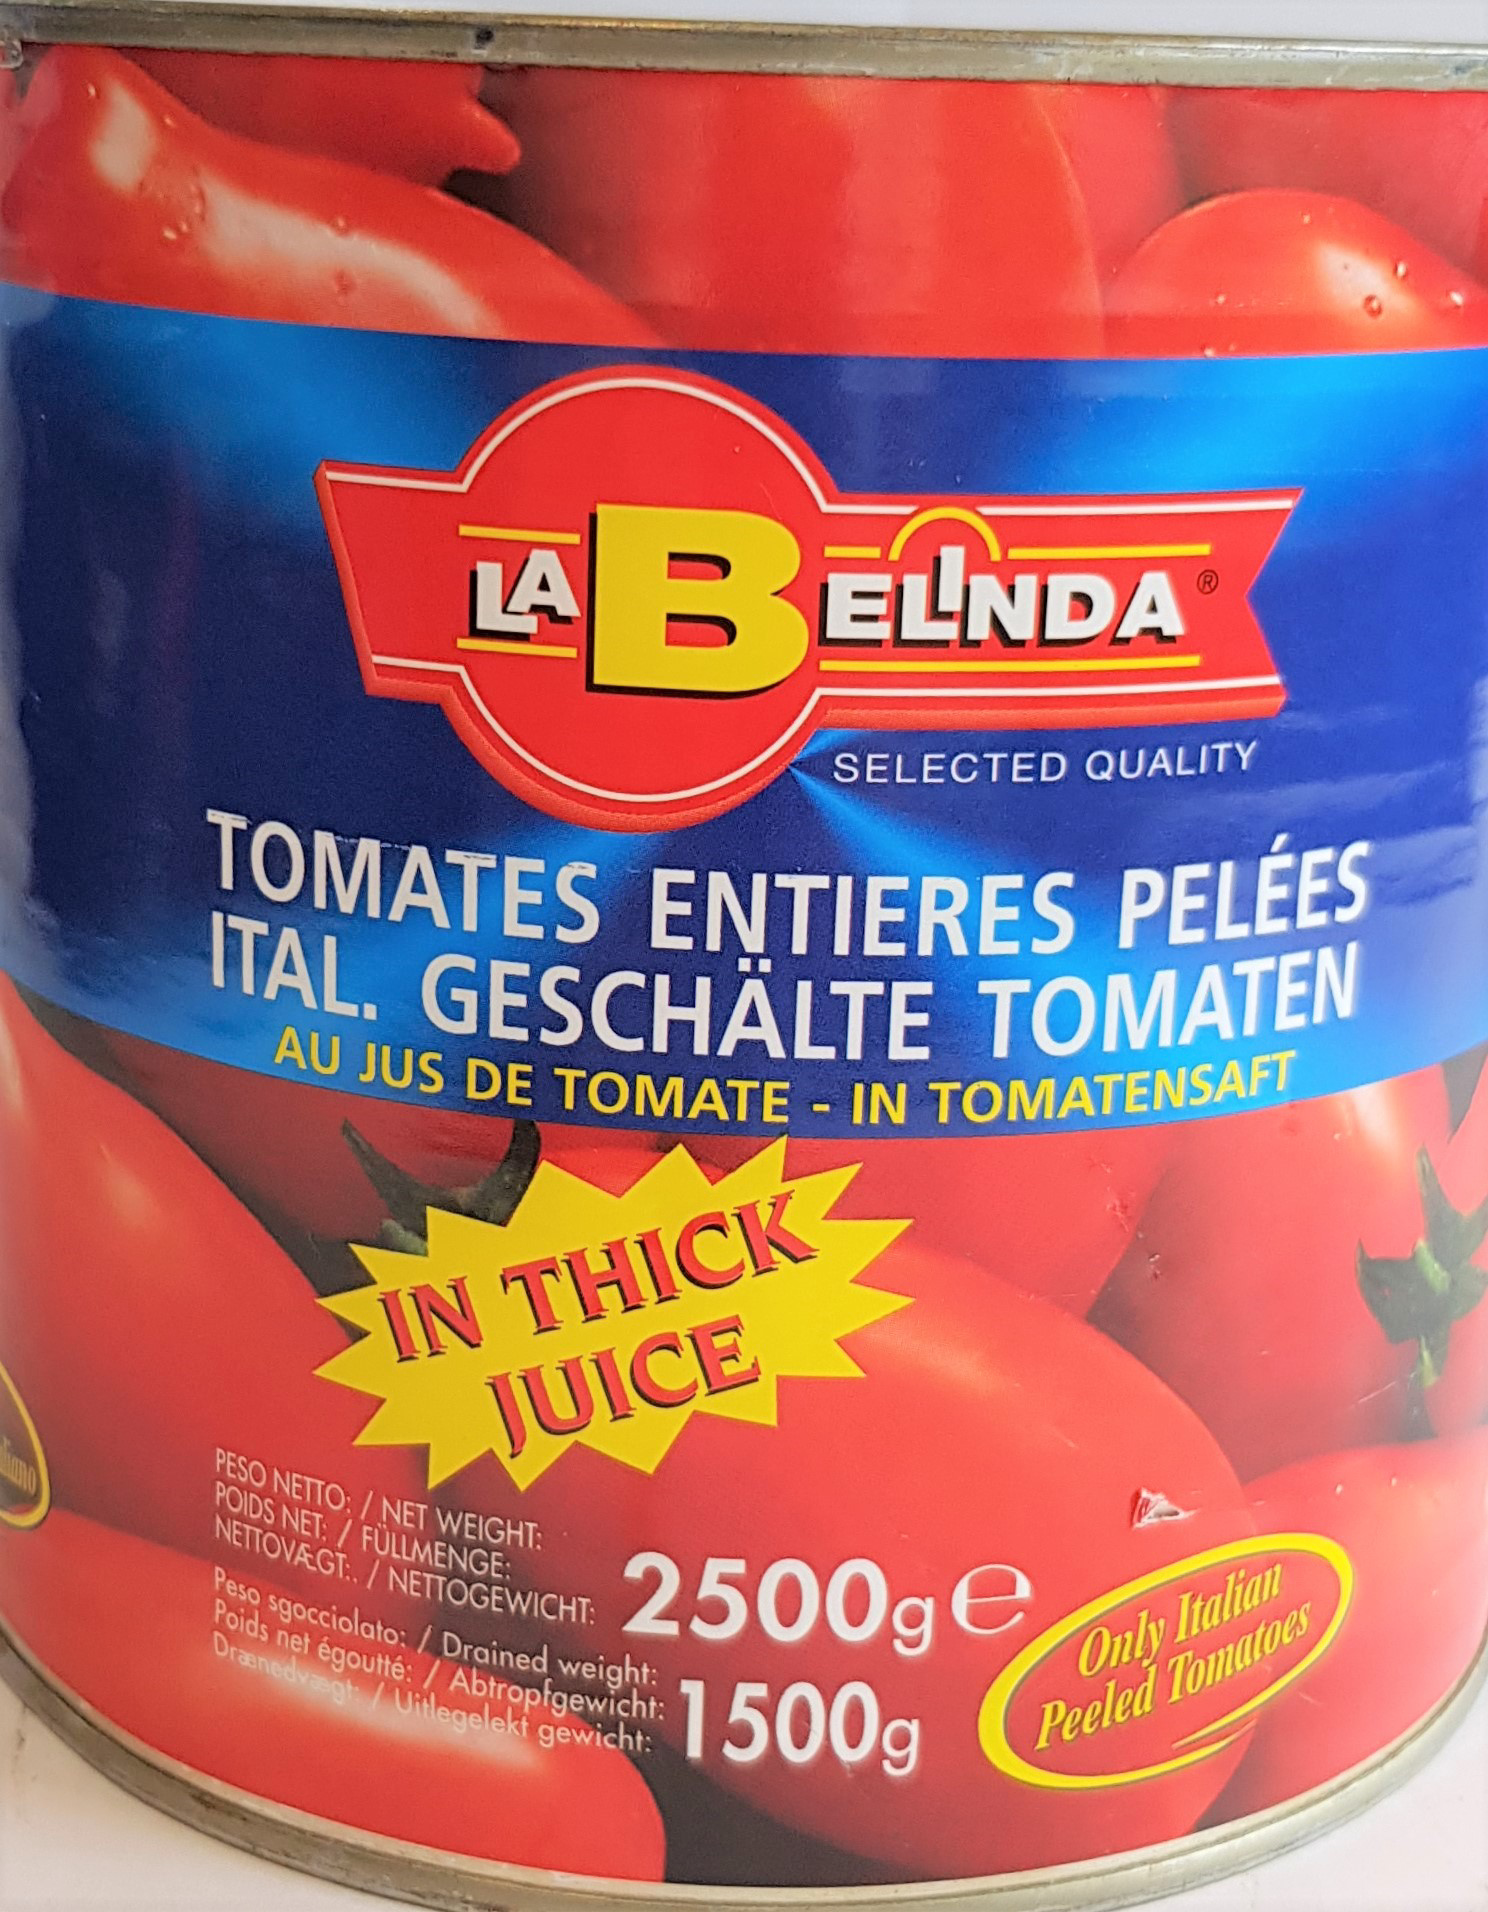 LA BELINDA ®
SELECTED QUALITY
TOMATES ENTIERES PELÉES
ITAL. GESCHÄLTE TOMATEN
AU JUS DE TOMATE - IN TOMATENSAFT
IN THICK
JUICE
PESO NETTO: / NET WEIGHT:
POIDS NET: / FÜLLMENGE:
NETTOVÆGT:. / NETTOGEWICHT:
2500g e
Peso sgocciolato: / Drained weight:
Poids net égoutté: / Abtropfgewicht:
Drænedvægt: / Uitlegelekt gewicht:
1500g
Only Italian
Peeled Tomatoes